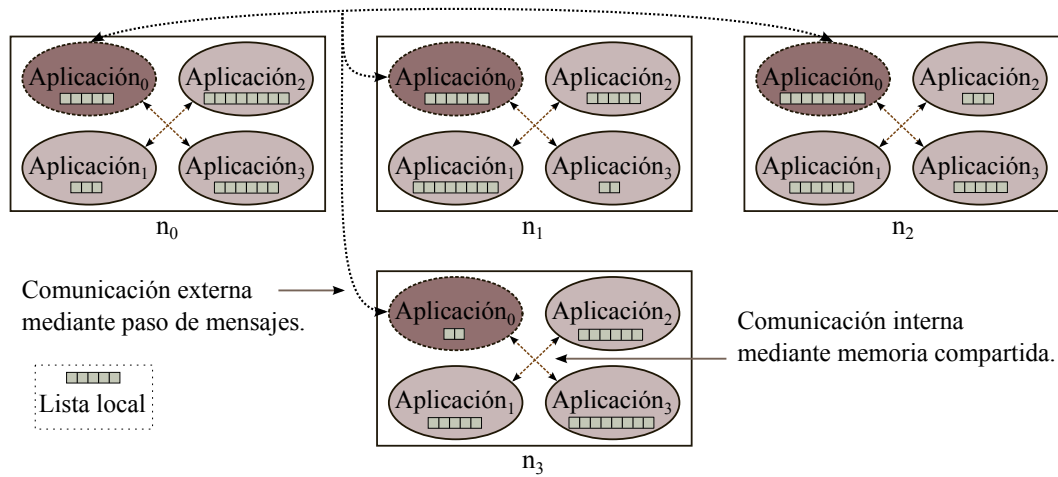 Aplicación0
Aplicación2
Aplicación1
Aplicación3
n0
Aplicación0
Aplicación2
Aplicación1
Aplicación3
n1
Aplicación0
Aplicación2
Aplicación1
Aplicación3
n2
Comunicación externa
mediante paso de mensajes.
Lista local
Aplicación0
Aplicación2
Aplicación1
Aplicación3
n3
Comunicación interna
mediante memoria compartida.